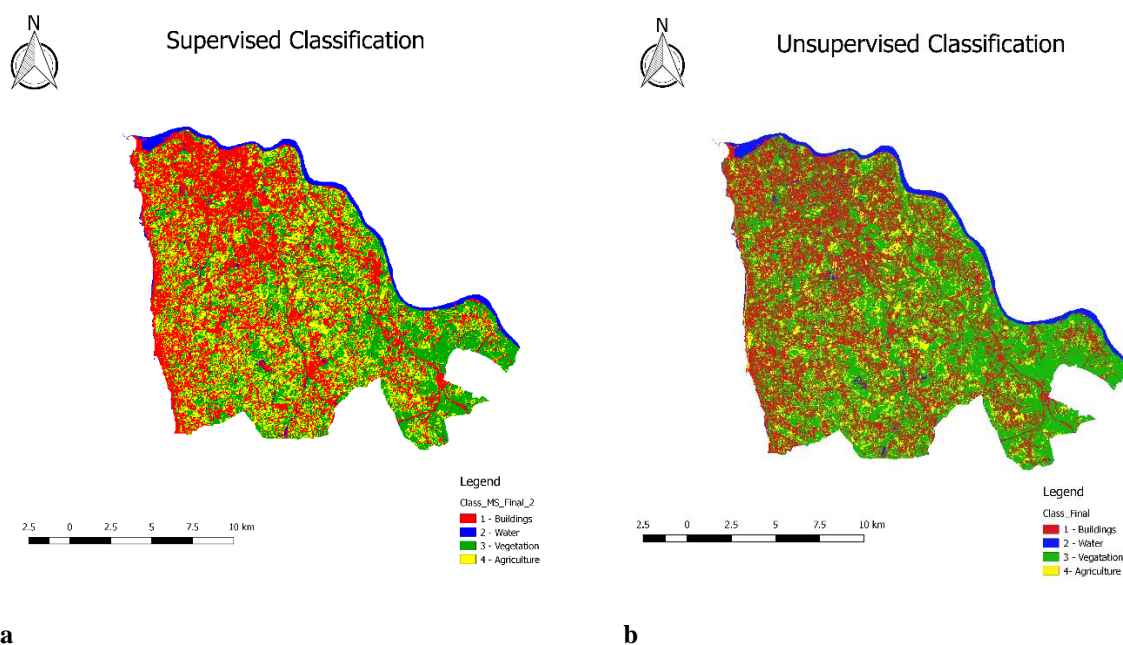 N
Supervised Classification
Legend
Class_MS_Final_2
1 - Buildings
2 - Water
3 - Vegetation
4 - Agriculture
2.5 0 2.5 5 7.5 10 km
a
N
Unsupervised Classification
Legend
Class_Final
1 - Buildings
2 - Water
3 - Vegatation
4- Agriculture
2.5 0 2.5 5 7.5 10 km
b